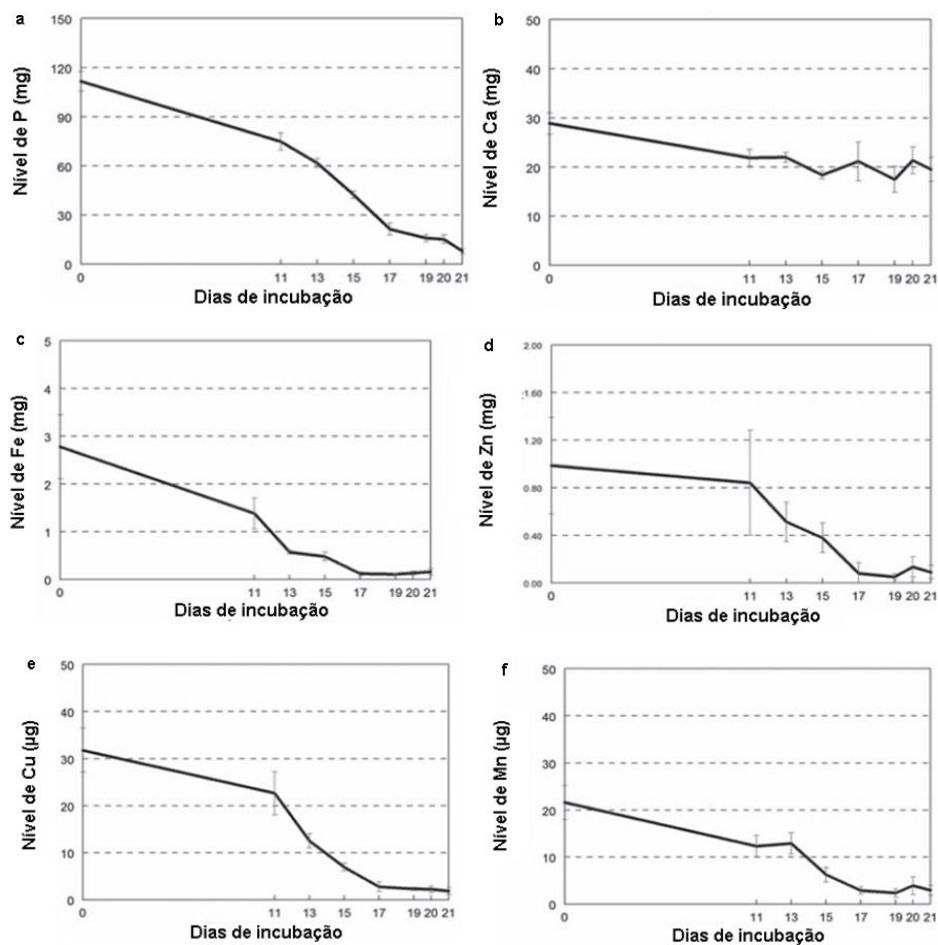 a
150
120
90
60
30
0
Nível de P (mg)
0 11 13 15 17 19 20 21
Dias de incubação
b
50
40
30
20
10
0
Nível de Ca (mg)
0 11 13 15 17 19 20 21
Dias de incubação
c
5
4
3
2
1
0
Nível de Fe (mg)
0 11 13 15 17 19 20 21
Dias de incubação
d
2.00
1.60
1.20
0.80
0.40
0.00
Nível de Zn (mg)
0 11 13 15 17 19 20 21
Dias de incubação
e
50
40
30
20
10
0
Nível de Cu (µg)
0 11 13 15 17 19 20 21
Dias de incubação
f
50
40
30
20
10
0
Nível de Mn (µg)
0 11 13 15 17 19 20 21
Dias de incubação